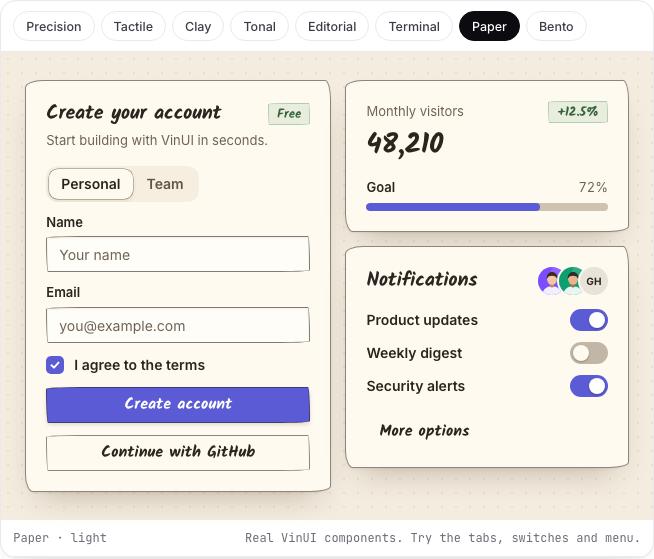 Precision Tactile Clay Tonal Editorial Terminal Paper Bento
Create your account
Free
Start building with VinUI in seconds.
Personal Team
Name
Your name
Email
you@example.com
I agree to the terms
Create account
Continue with GitHub
Monthly visitors
+12.5%
48,210
Goal 72%
Notifications
GH
Product updates
Weekly digest
Security alerts
More options
Paper · light
Real VinUI components. Try the tabs, switches and menu.